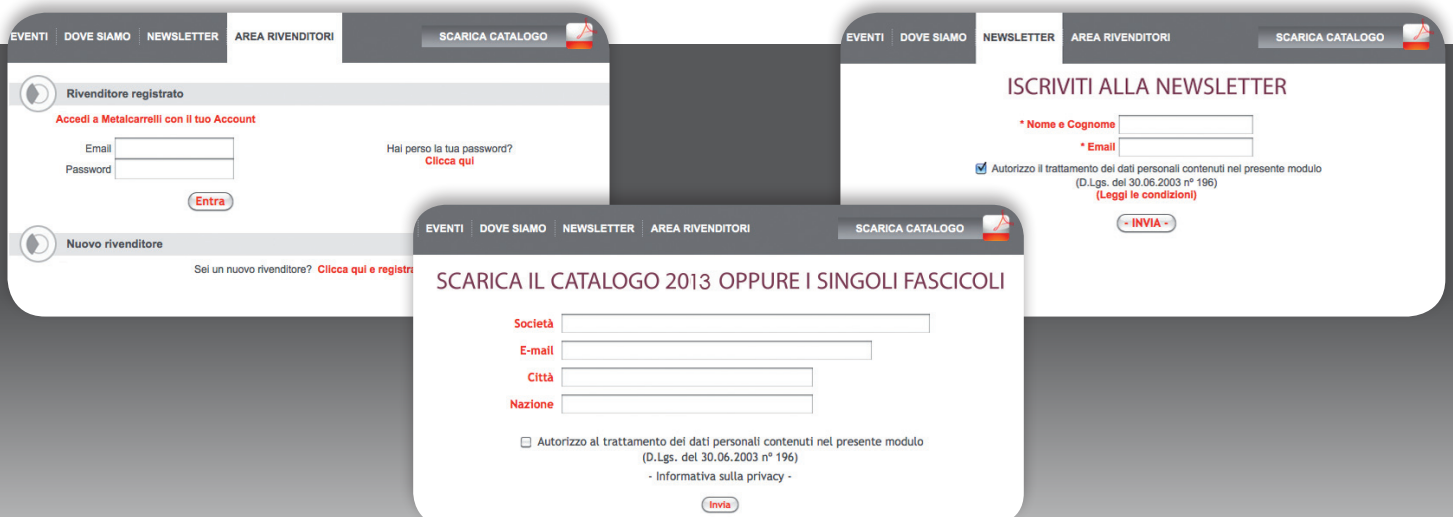 EVENTI DOVE SIAMO NEWSLETTER AREA RIVENDITORI SCARICA CATALOGO
Rivenditore registrato
Accedi a Metalcarrelli con il tuo Account
Email
Password
Hai perso la tua password?
Clicca qui
Entra
Nuovo rivenditore
Sei un nuovo rivenditore? Clicca qui e registra
EVENTI DOVE SIAMO NEWSLETTER AREA RIVENDITORI SCARICA CATALOGO
ISCRIVITI ALLA NEWSLETTER
* Nome e Cognome
* Email
Autorizzo il trattamento dei dati personali contenuti nel presente modulo
(D.Lgs. del 30.06.2003 nº 196)
(Leggi le condizioni)
- INVIA -
EVENTI DOVE SIAMO NEWSLETTER AREA RIVENDITORI SCARICA CATALOGO
SCARICA IL CATALOGO 2013 OPPURE I SINGOLI FASCICOLI
Società
E-mail
Città
Nazione
Autorizzo al trattamento dei dati personali contenuti nel presente modulo
(D.Lgs. del 30.06.2003 nº 196)
- Informativa sulla privacy -
Invia